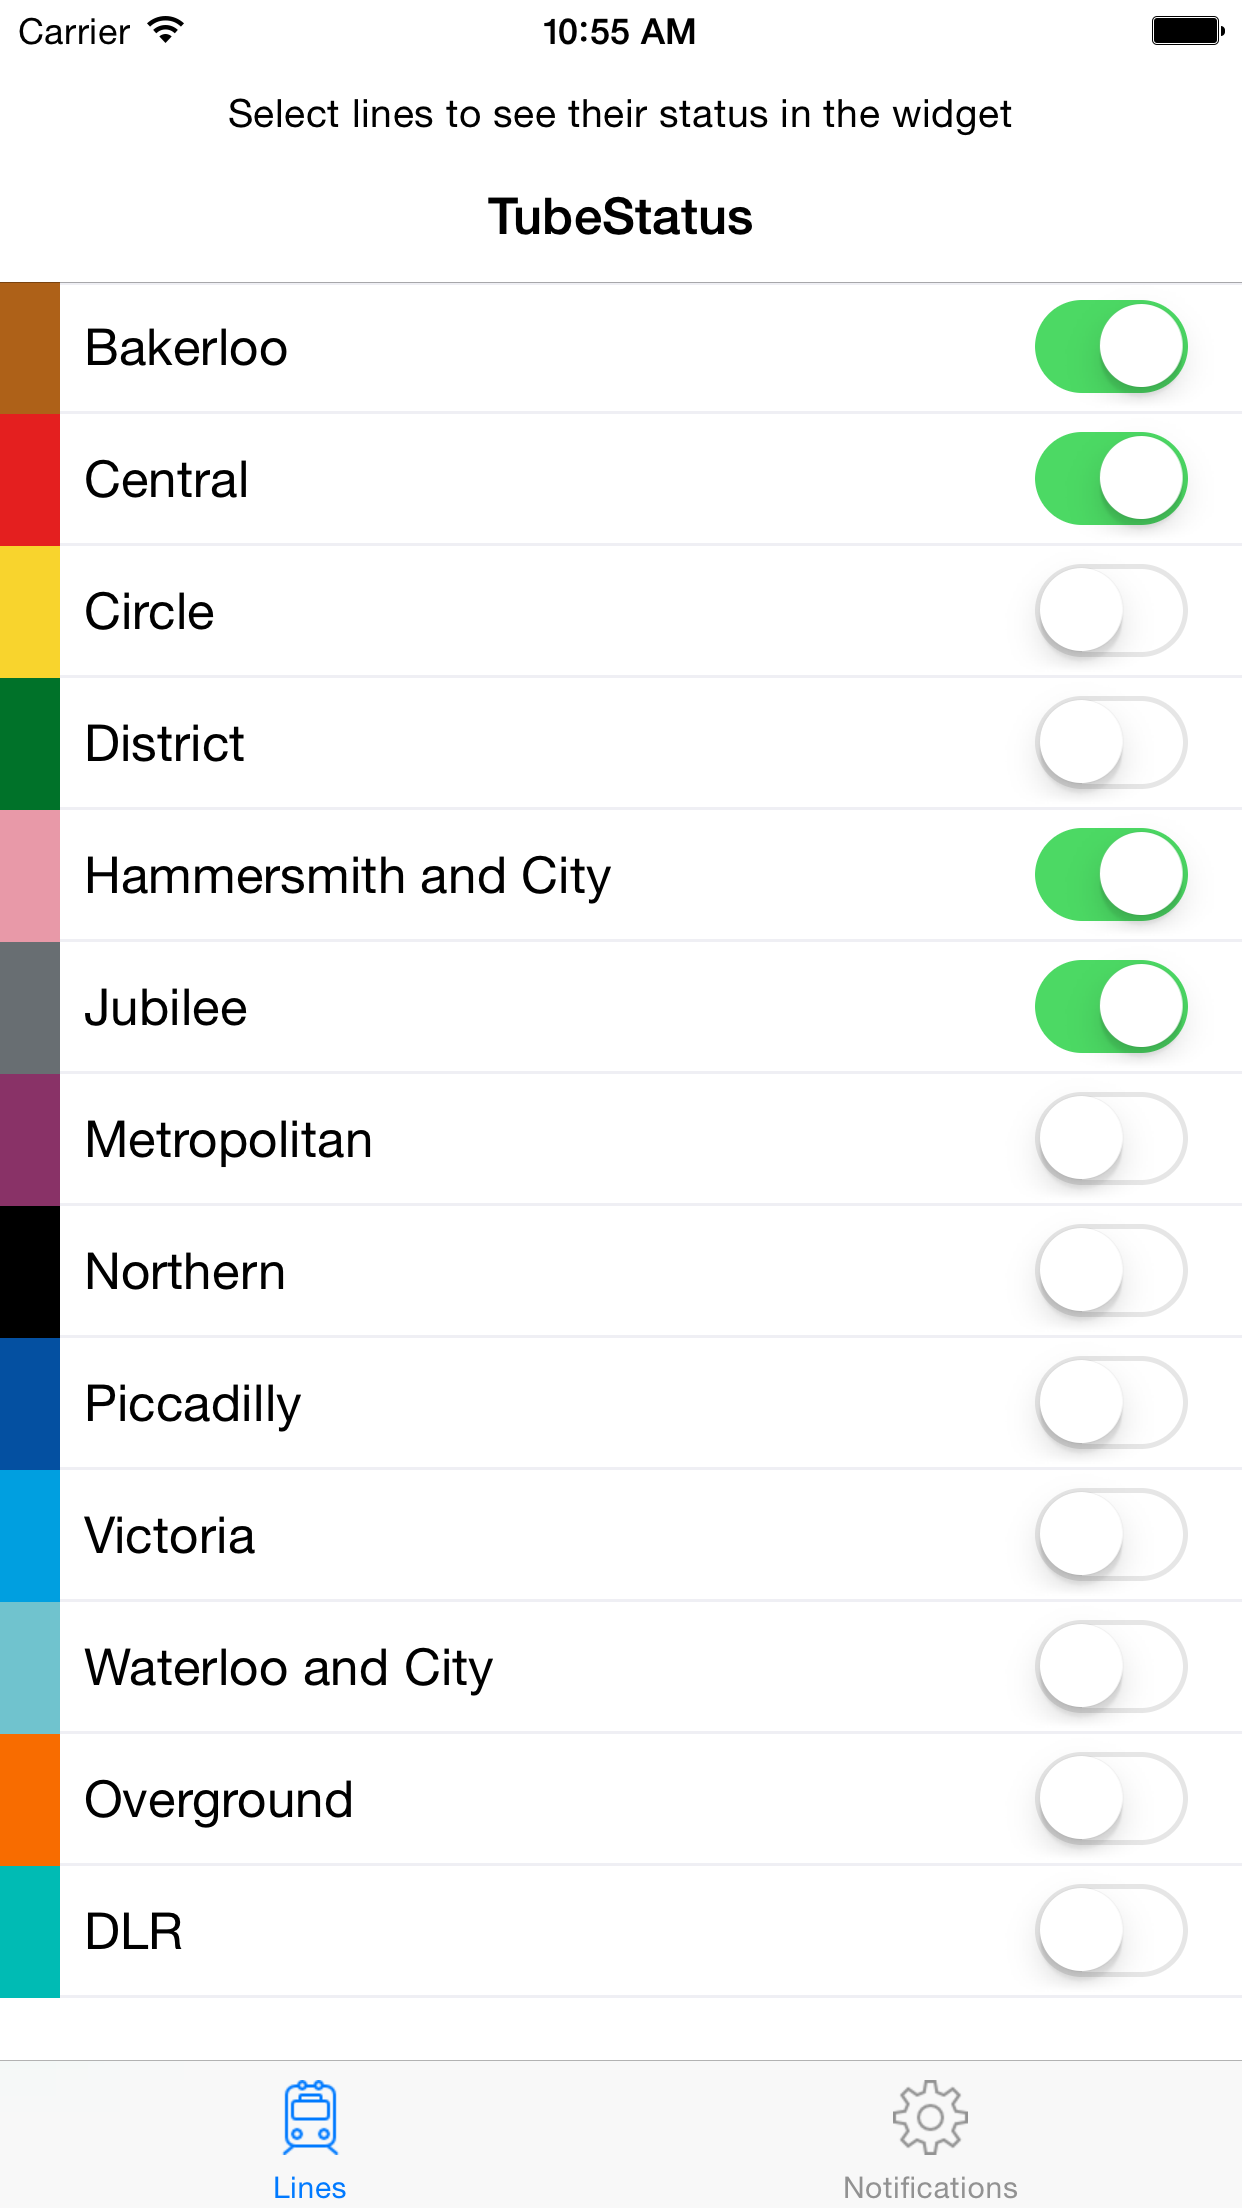 Carrier 10:55 AM
Select lines to see their status in the widget
TubeStatus
Bakerloo
Central
Circle
District
Hammersmith and City
Jubilee
Metropolitan
Northern
Piccadilly
Victoria
Waterloo and City
Overground
DLR
Lines Notifications